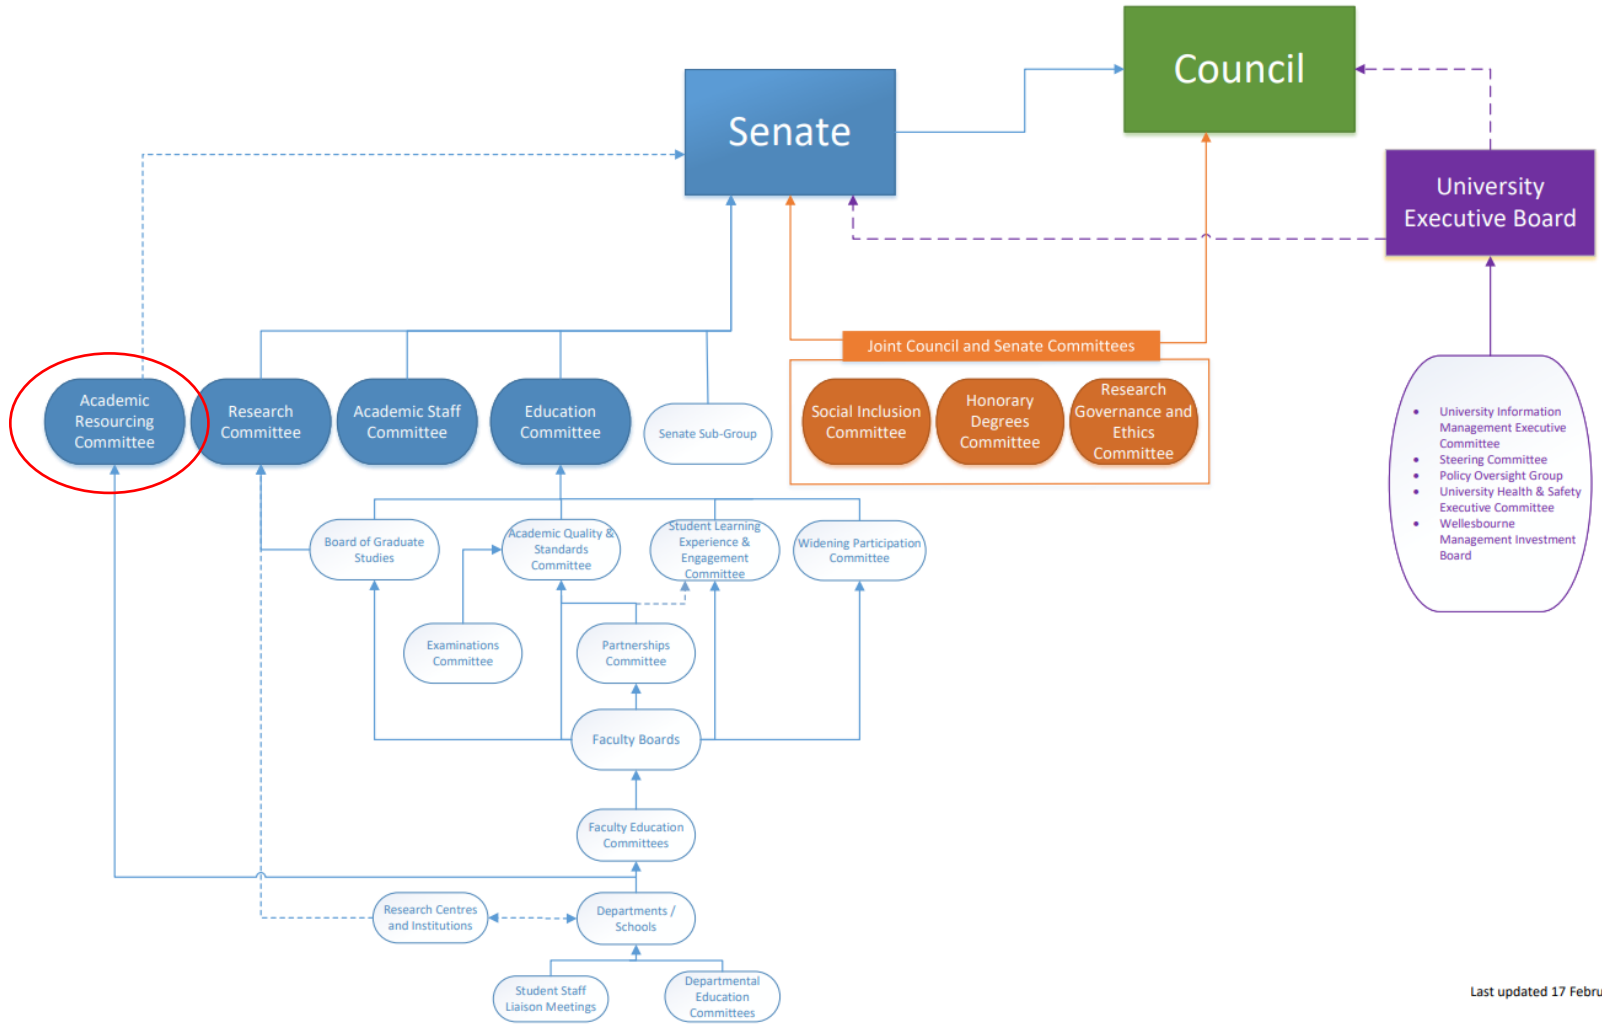 Council
Senate
University
Executive Board
Joint Council and Senate Committees
Academic
Resourcing
Committee
Research
Committee
Academic Staff
Committee
Education
Committee
Senate Sub-Group
Social Inclusion
Committee
Honorary
Degrees
Committee
Research
Governance and
Ethics
Committee
• University Information
Management Executive
Committee
• Steering Committee
• Policy Oversight Group
• University Health & Safety
Executive Committee
• Wellesbourne
Management Investment
Board
Board of Graduate
Studies
Academic Quality &
Standards
Committee
Student Learning
Experience &
Engagement
Committee
Widening Participation
Committee
Examinations
Committee
Partnerships
Committee
Faculty Boards
Faculty Education
Committees
Research Centres
and Institutions
Departments /
Schools
Student Staff
Liaison Meetings
Departmental
Education
Committees
Last updated 17 Febru